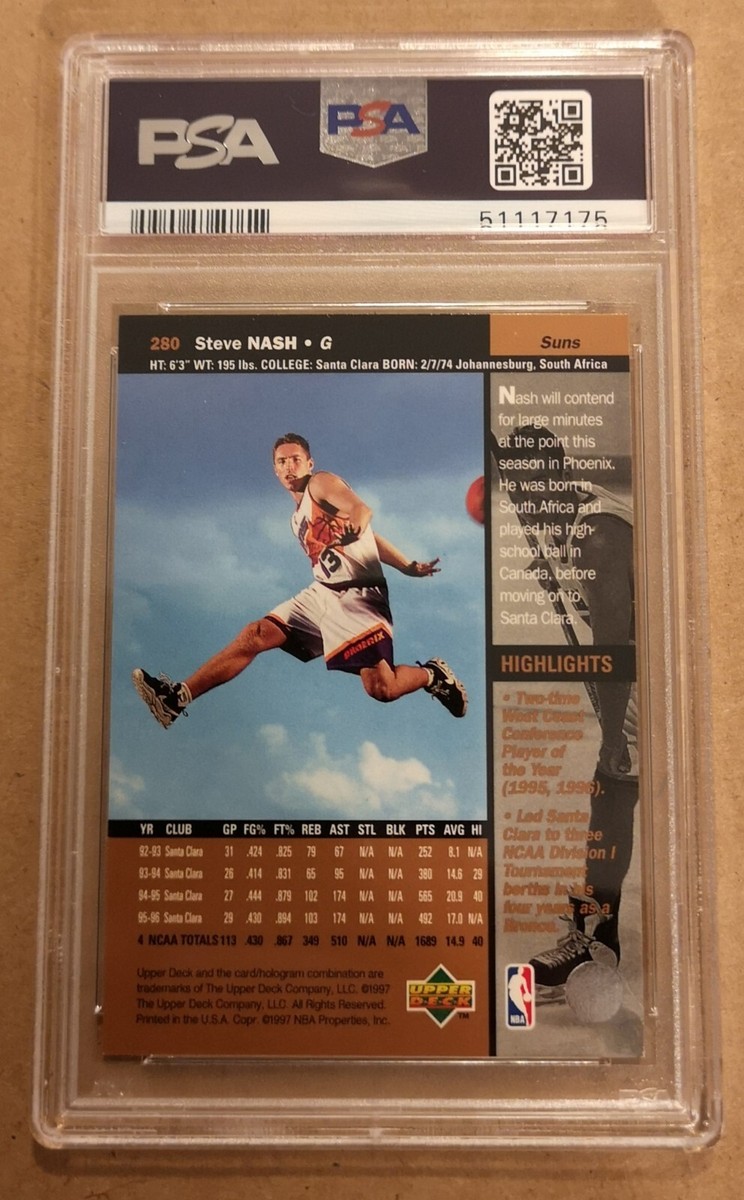 PSA
PSA
51117175
280 Steve NASH • G
Suns
HT: 6'3" WT: 195 lbs. COLLEGE: Santa Clara BORN: 2/7/74 Johannesburg, South Africa
Nash will contend
for large minutes
at the point this
season in Phoenix.
He was born in
South Africa and
played his high-
school ball in
Canada, before
moving on to
Santa Clara.
13
PHOENIX
HIGHLIGHTS
• Two-time
West Coast
Conference
Player of
the Year
(1995, 1996).
• Led Santa
Clara to three
NCAA Division I
Tournament
berths in his
four years as a
Bronco.
YR CLUB GP FG% FT% REB AST STL BLK PTS AVG HI
92-93 Santa Clara 31 .424 .825 79 67 N/A N/A 252 8.1 N/A
93-94 Santa Clara 26 .414 .831 65 95 N/A N/A 380 14.6 29
94-95 Santa Clara 27 .444 .879 102 174 N/A N/A 565 20.9 40
95-96 Santa Clara 29 .430 .894 103 174 N/A N/A 492 17.0 N/A
4 NCAA TOTALS 113 .430 .867 349 510 N/A N/A 1689 14.9 40
Upper Deck and the card/hologram combination are
trademarks of The Upper Deck Company, LLC. ©1997
The Upper Deck Company, LLC. All Rights Reserved.
Printed in the U.S.A. Copr. ©1997 NBA Properties, Inc.
UPPER
DECK
TM
NBA